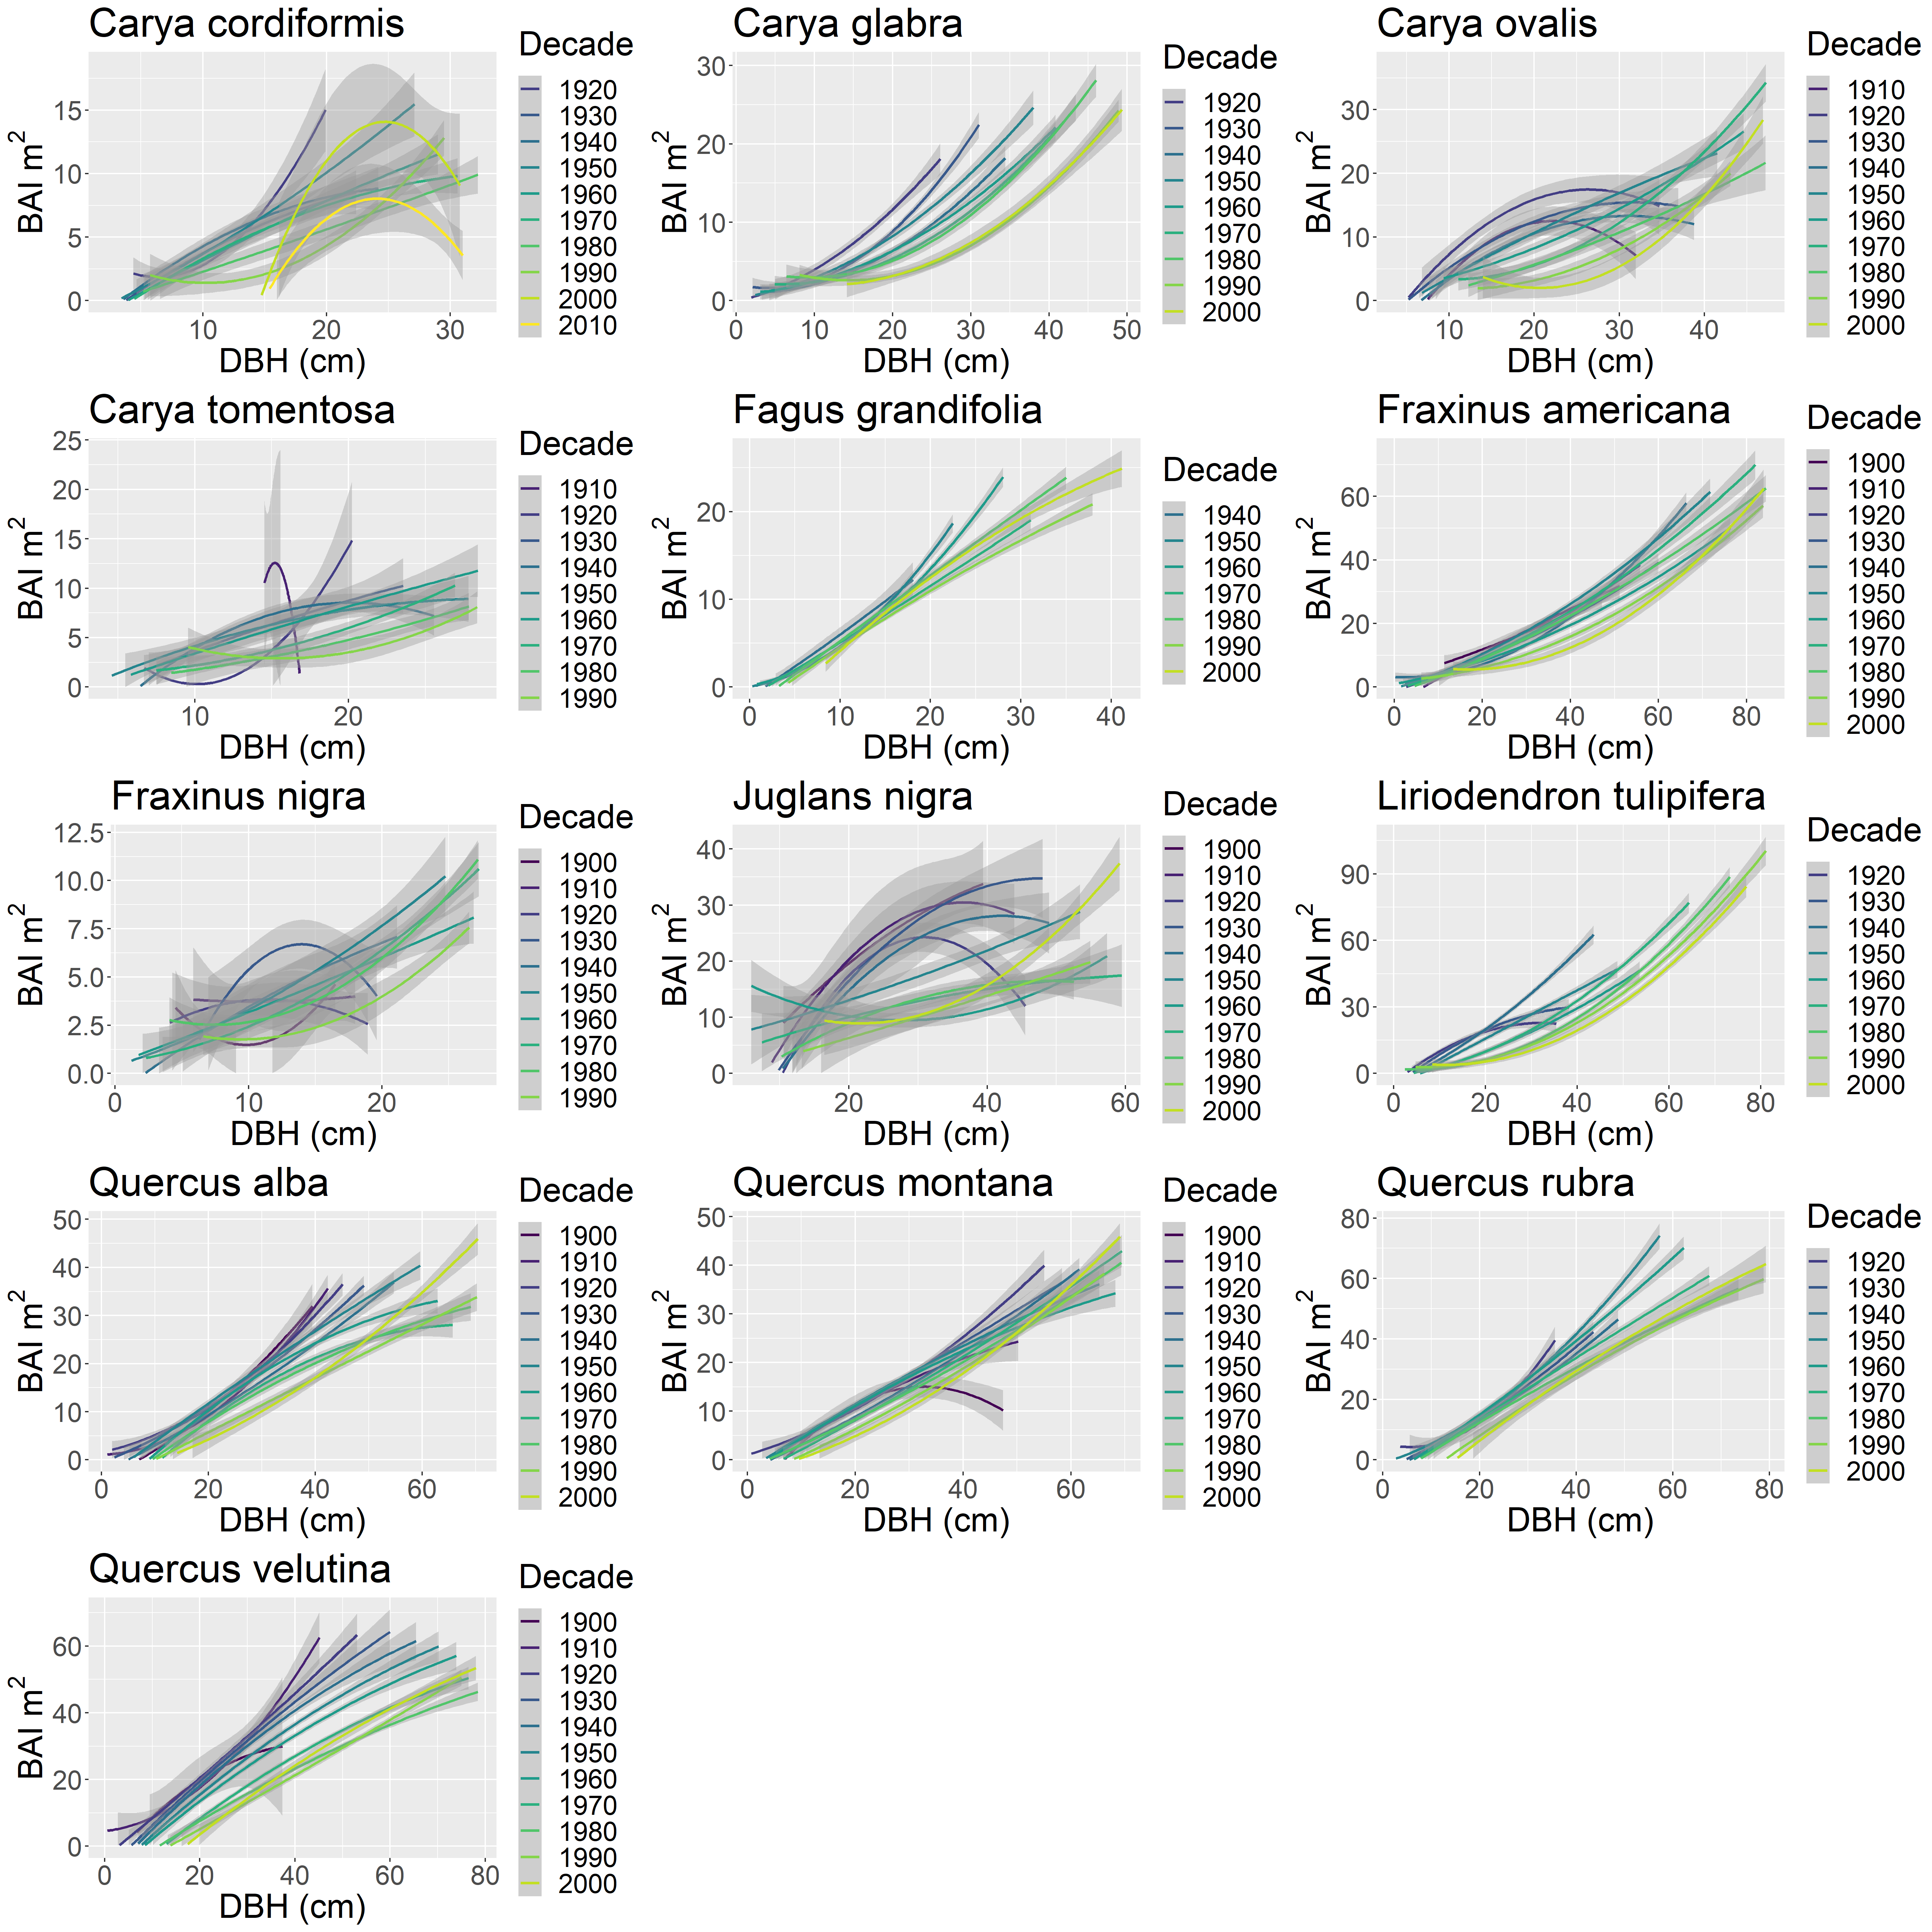 Carya cordiformis
BAI m²
15
10
5
0
10 20 30
DBH (cm)
Decade
1920
1930
1940
1950
1960
1970
1980
1990
2000
2010
Carya glabra
BAI m²
30
20
10
0
0 10 20 30 40 50
DBH (cm)
Decade
1920
1930
1940
1950
1960
1970
1980
1990
2000
Carya ovalis
BAI m²
30
20
10
0
10 20 30 40
DBH (cm)
Decade
1910
1920
1930
1940
1950
1960
1970
1980
1990
2000
Carya tomentosa
BAI m²
25
20
15
10
5
0
10 20
DBH (cm)
Decade
1910
1920
1930
1940
1950
1960
1970
1980
1990
Fagus grandifolia
BAI m²
20
10
0
0 10 20 30 40
DBH (cm)
Decade
1940
1950
1960
1970
1980
1990
2000
Fraxinus americana
BAI m²
60
40
20
0
0 20 40 60 80
DBH (cm)
Decade
1900
1910
1920
1930
1940
1950
1960
1970
1980
1990
2000
Fraxinus nigra
BAI m²
12.5
10.0
7.5
5.0
2.5
0.0
0 10 20
DBH (cm)
Decade
1900
1910
1920
1930
1940
1950
1960
1970
1980
1990
Juglans nigra
BAI m²
40
30
20
10
0
20 40 60
DBH (cm)
Decade
1900
1910
1920
1930
1940
1950
1960
1970
1980
1990
2000
Liriodendron tulipifera
BAI m²
90
60
30
0
0 20 40 60 80
DBH (cm)
Decade
1920
1930
1940
1950
1960
1970
1980
1990
2000
Quercus alba
BAI m²
50
40
30
20
10
0
0 20 40 60
DBH (cm)
Decade
1900
1910
1920
1930
1940
1950
1960
1970
1980
1990
2000
Quercus montana
BAI m²
50
40
30
20
10
0
0 20 40 60
DBH (cm)
Decade
1900
1910
1920
1930
1940
1950
1960
1970
1980
1990
2000
Quercus rubra
BAI m²
80
60
40
20
0
0 20 40 60 80
DBH (cm)
Decade
1920
1930
1940
1950
1960
1970
1980
1990
2000
Quercus velutina
BAI m²
60
40
20
0
0 20 40 60 80
DBH (cm)
Decade
1900
1910
1920
1930
1940
1950
1960
1970
1980
1990
2000